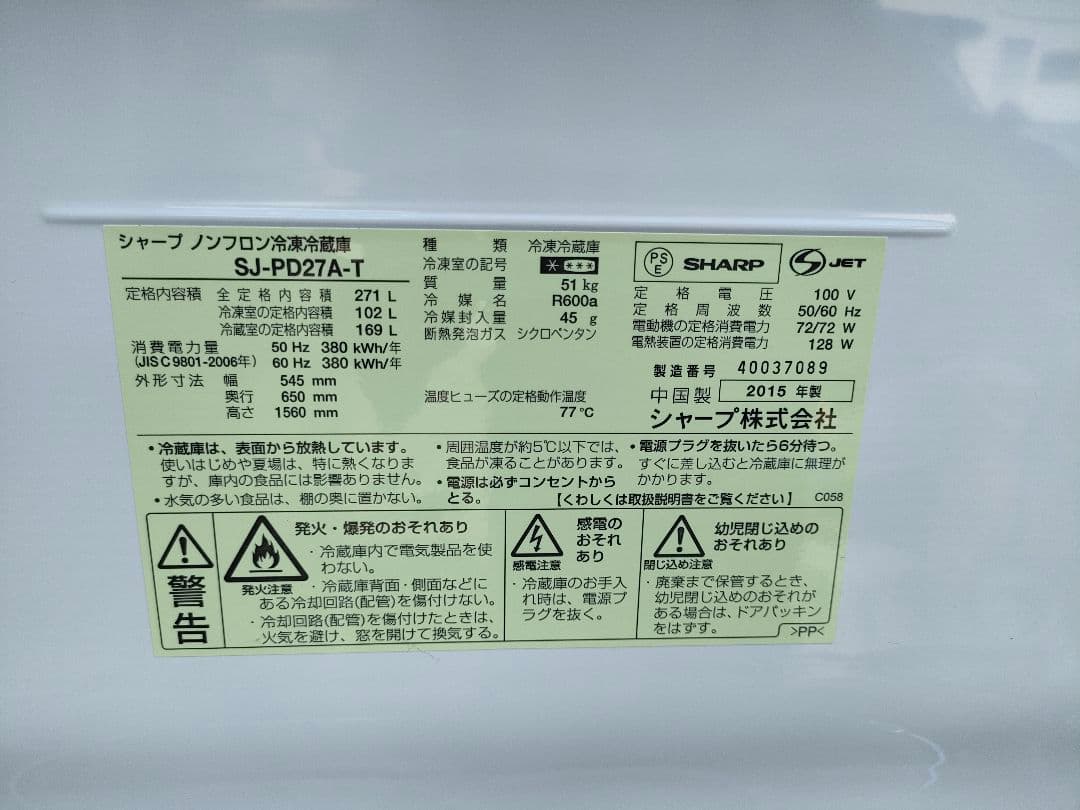 シャープ ノンフロン冷凍冷蔵庫
SJ-PD27A-T
定格内容積 全定格内容積 271 L
冷凍室の定格内容積 102 L
冷蔵室の定格内容積 169 L
消費電力量 50 Hz 380 kWh/年
(JIS C 9801-2006年) 60 Hz 380 kWh/年
外形寸法 幅 545 mm
奥行 650 mm
高さ 1560 mm
種類 冷凍冷蔵庫
冷凍室の記号
質量 51 kg
冷媒名 R600a
冷媒封入量 45 g
断熱発泡ガス シクロペンタン
温度ヒューズの定格動作温度
77℃
PSE SHARP JET
定格電圧 100 V
定格周波数 50/60 Hz
電動機の定格消費電力 72/72 W
電熱装置の定格消費電力 128 W
製造番号 40037089
中国製 2015 年製
シャープ株式会社
・冷蔵庫は、表面から放熱しています。
使いはじめや夏場は、特に熱くなりま
すが、庫内の食品には影響ありません。
・水気の多い食品は、棚の奥に置かない。
・周囲温度が約5℃以下では、
食品が凍ることがあります。
・電源は必ずコンセントから
とる。
・電源プラグを抜いたら6分待つ。
すぐに差し込むと冷蔵庫に無理が
かかります。
【くわしくは取扱説明書をご覧ください】 C058
警告
発火・爆発のおそれあり
発火注意
・冷蔵庫内で電気製品を使
わない。
・冷蔵庫背面・側面などに
ある冷却回路(配管)を傷付けない。
・冷却回路(配管)を傷付けたときは、
火気を避け、窓を開けて換気する。
感電の
おそれ
あり
感電注意
・冷蔵庫のお手入
れ時は、電源プ
ラグを抜く。
幼児閉じ込めの
おそれあり
閉じ込め注意
・廃棄まで保管するとき、
幼児閉じ込めのおそれが
ある場合は、ドアパッキン
をはずす。
>PP<